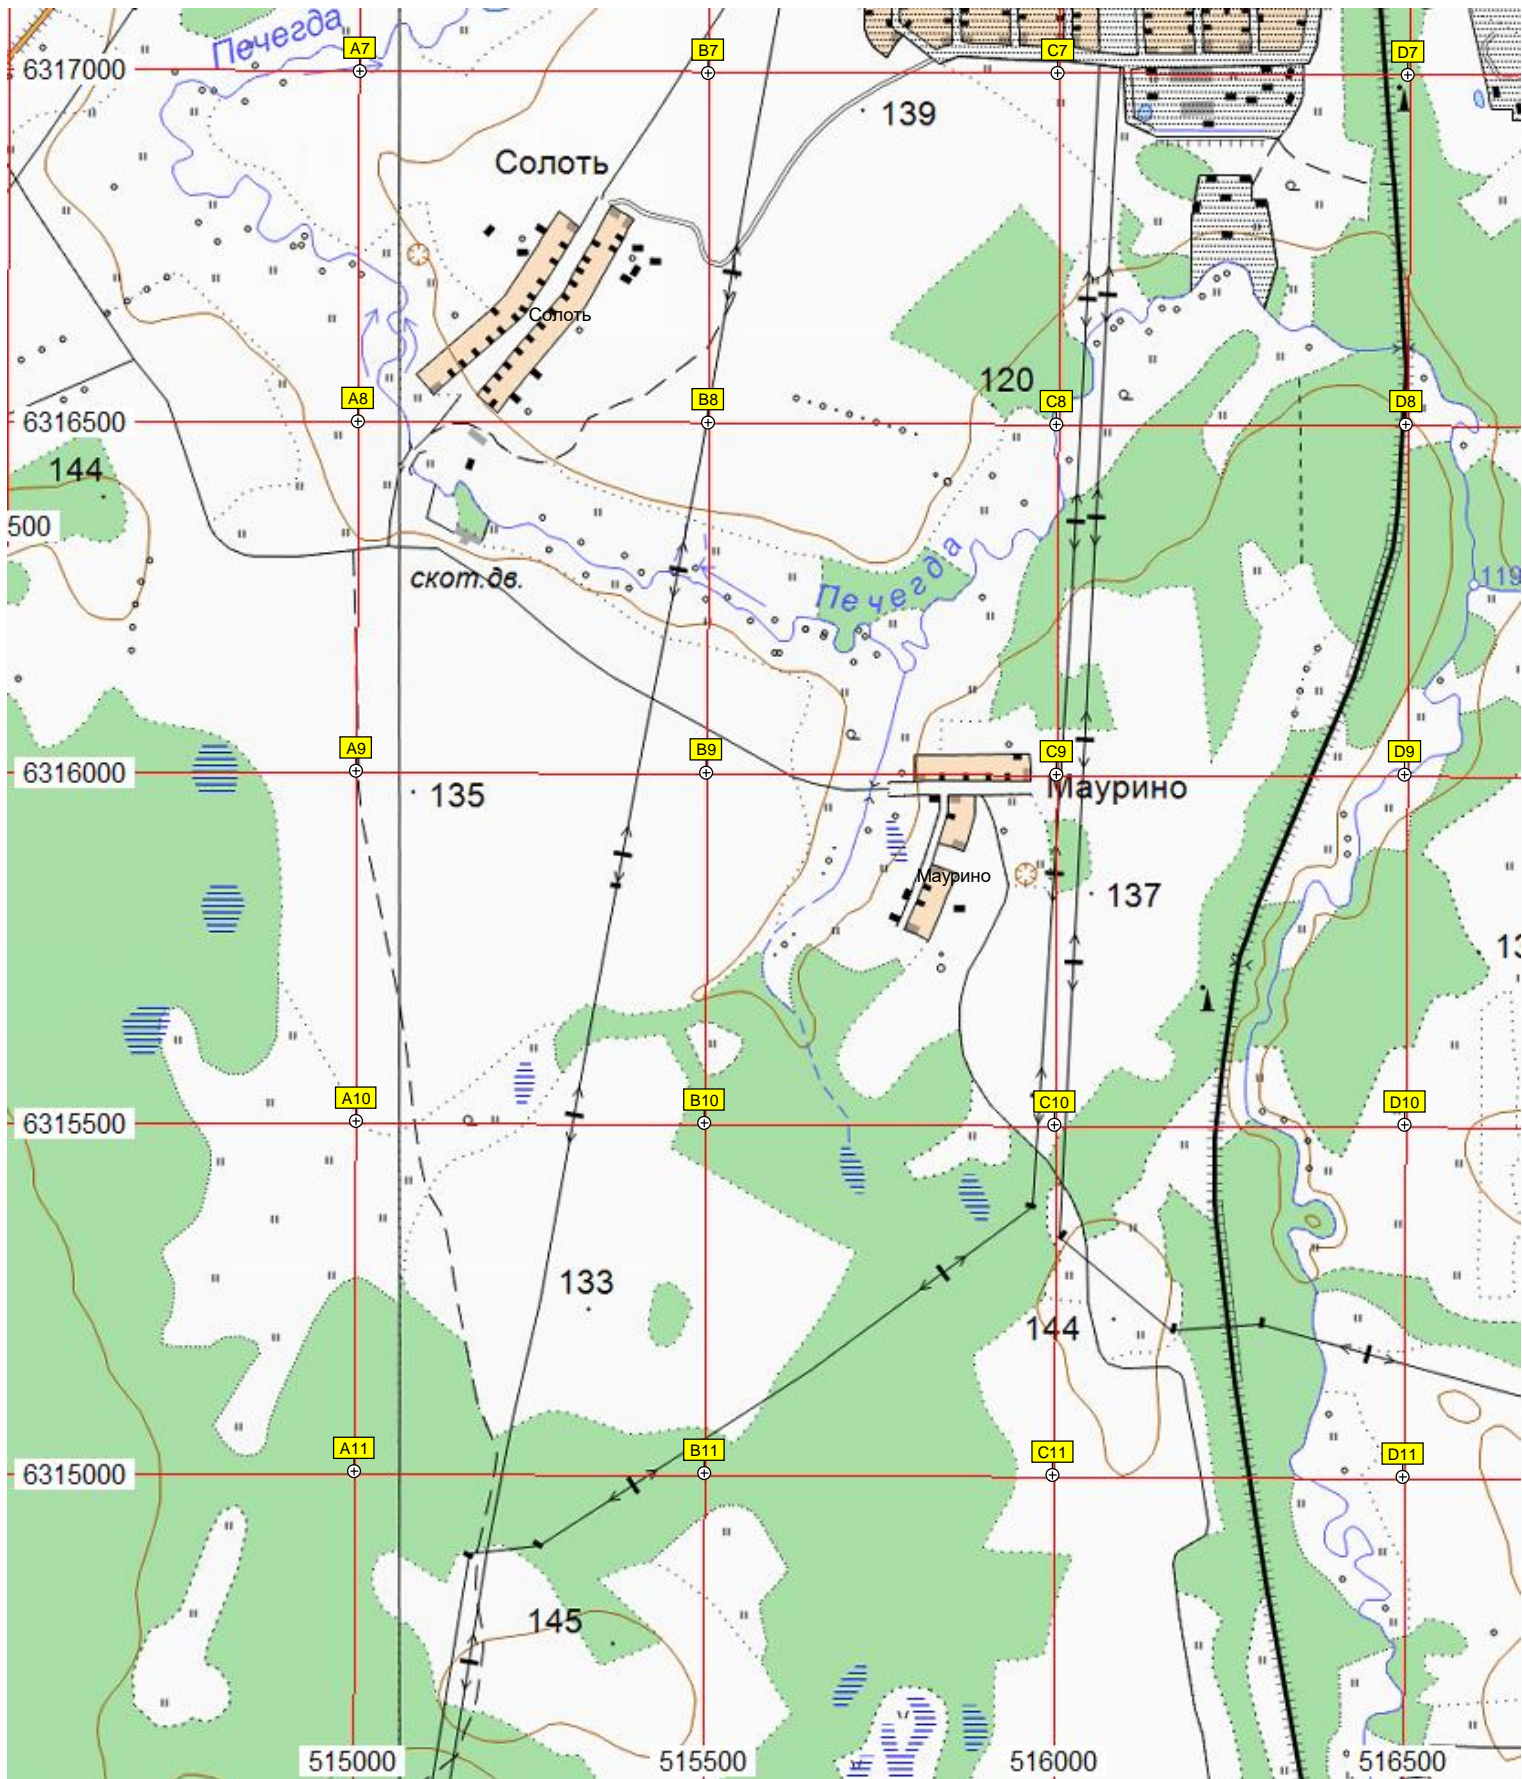 Печегда
A7
B7
C7
D7
6317000
139
Солоть
Солоть
120
A8
B8
C8
D8
6316500
144
500
скот.дв.
Печегда
119
A9
B9
C9
D9
6316000
135
Маурино
Маурино
137
13
A10
B10
C10
D10
6315500
133
144
A11
B11
C11
D11
6315000
145
515000
515500
516000
516500